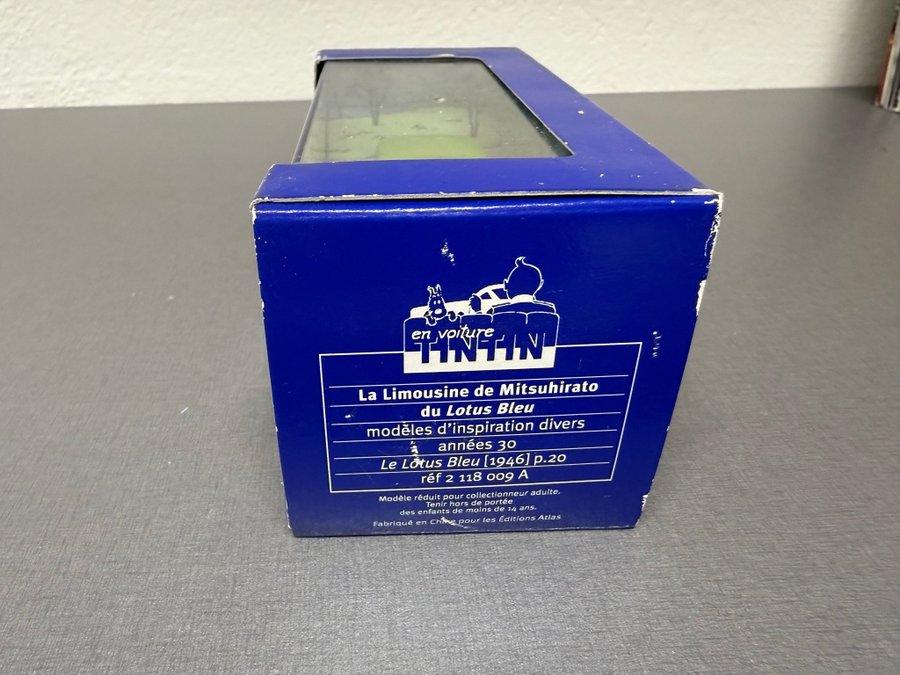 en voiture
TINTIN
La Limousine de Mitsuhirato
du Lotus Bleu
modèles d'inspiration divers
années 30
Le Lotus Bleu [1946] p.20
réf 2 118 009 A
Modèle réduit pour collectionneur adulte.
Tenir hors de portée
des enfants de moins de 14 ans.
Fabriqué en Chine pour les Éditions Atlas